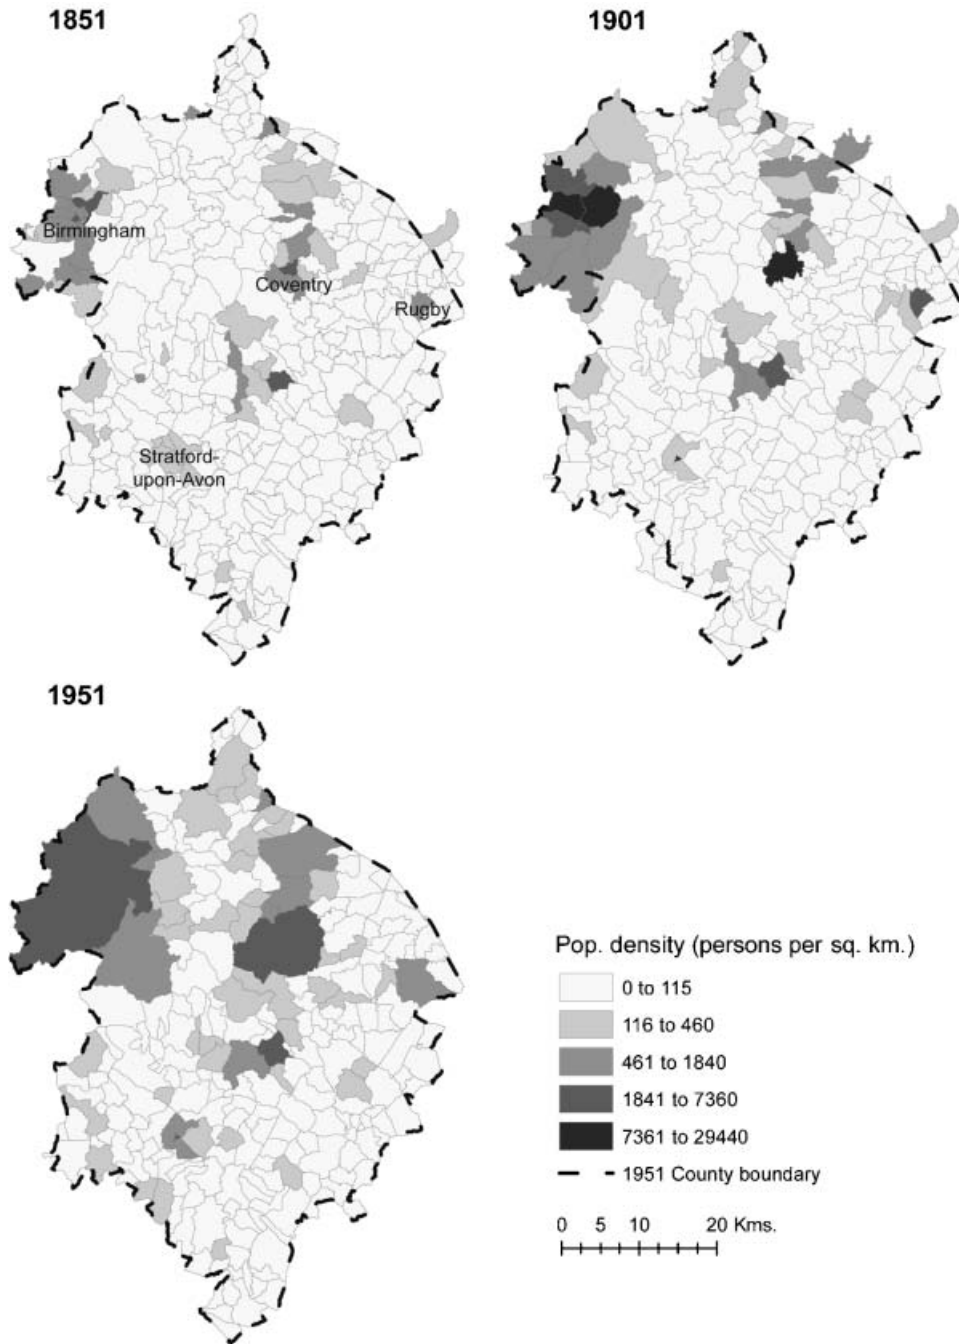 1851
1901
Birmingham
Coventry
Rugby
Stratford-
upon-Avon
1951
Pop. density (persons per sq. km.)
0 to 115
116 to 460
461 to 1840
1841 to 7360
7361 to 29440
1951 County boundary
0 5 10 20 Kms.